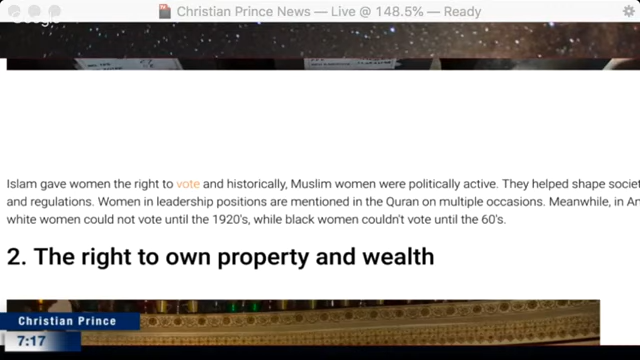 Christian Prince News — Live @ 148.5% — Ready
Islam gave women the right to vote and historically, Muslim women were politically active. They helped shape
and regulations. Women in leadership positions are mentioned in the Quran on multiple occasions. Meanwhile, in
white women could not vote until the 1920's, while black women couldn't vote until the 60's.
2. The right to own property and wealth
Christian Prince
7:17